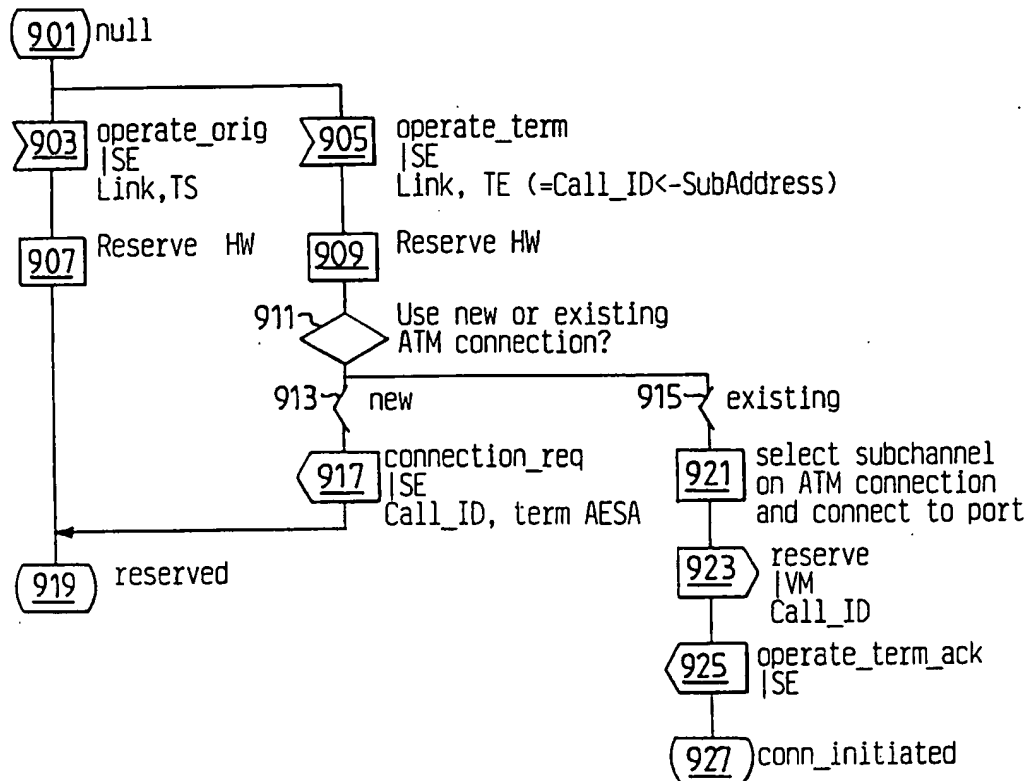 901 null
903 operate_orig
|SE
Link,TS
905 operate_term
|SE
Link, TE (=Call_ID<-SubAddress)
907 Reserve HW
909 Reserve HW
911 Use new or existing
ATM connection?
913 new
915 existing
917 connection_req
|SE
Call_ID, term AESA
921 select subchannel
on ATM connection
and connect to port
919 reserved
923 reserve
|VM
Call_ID
925 operate_term_ack
|SE
927 conn_initiated